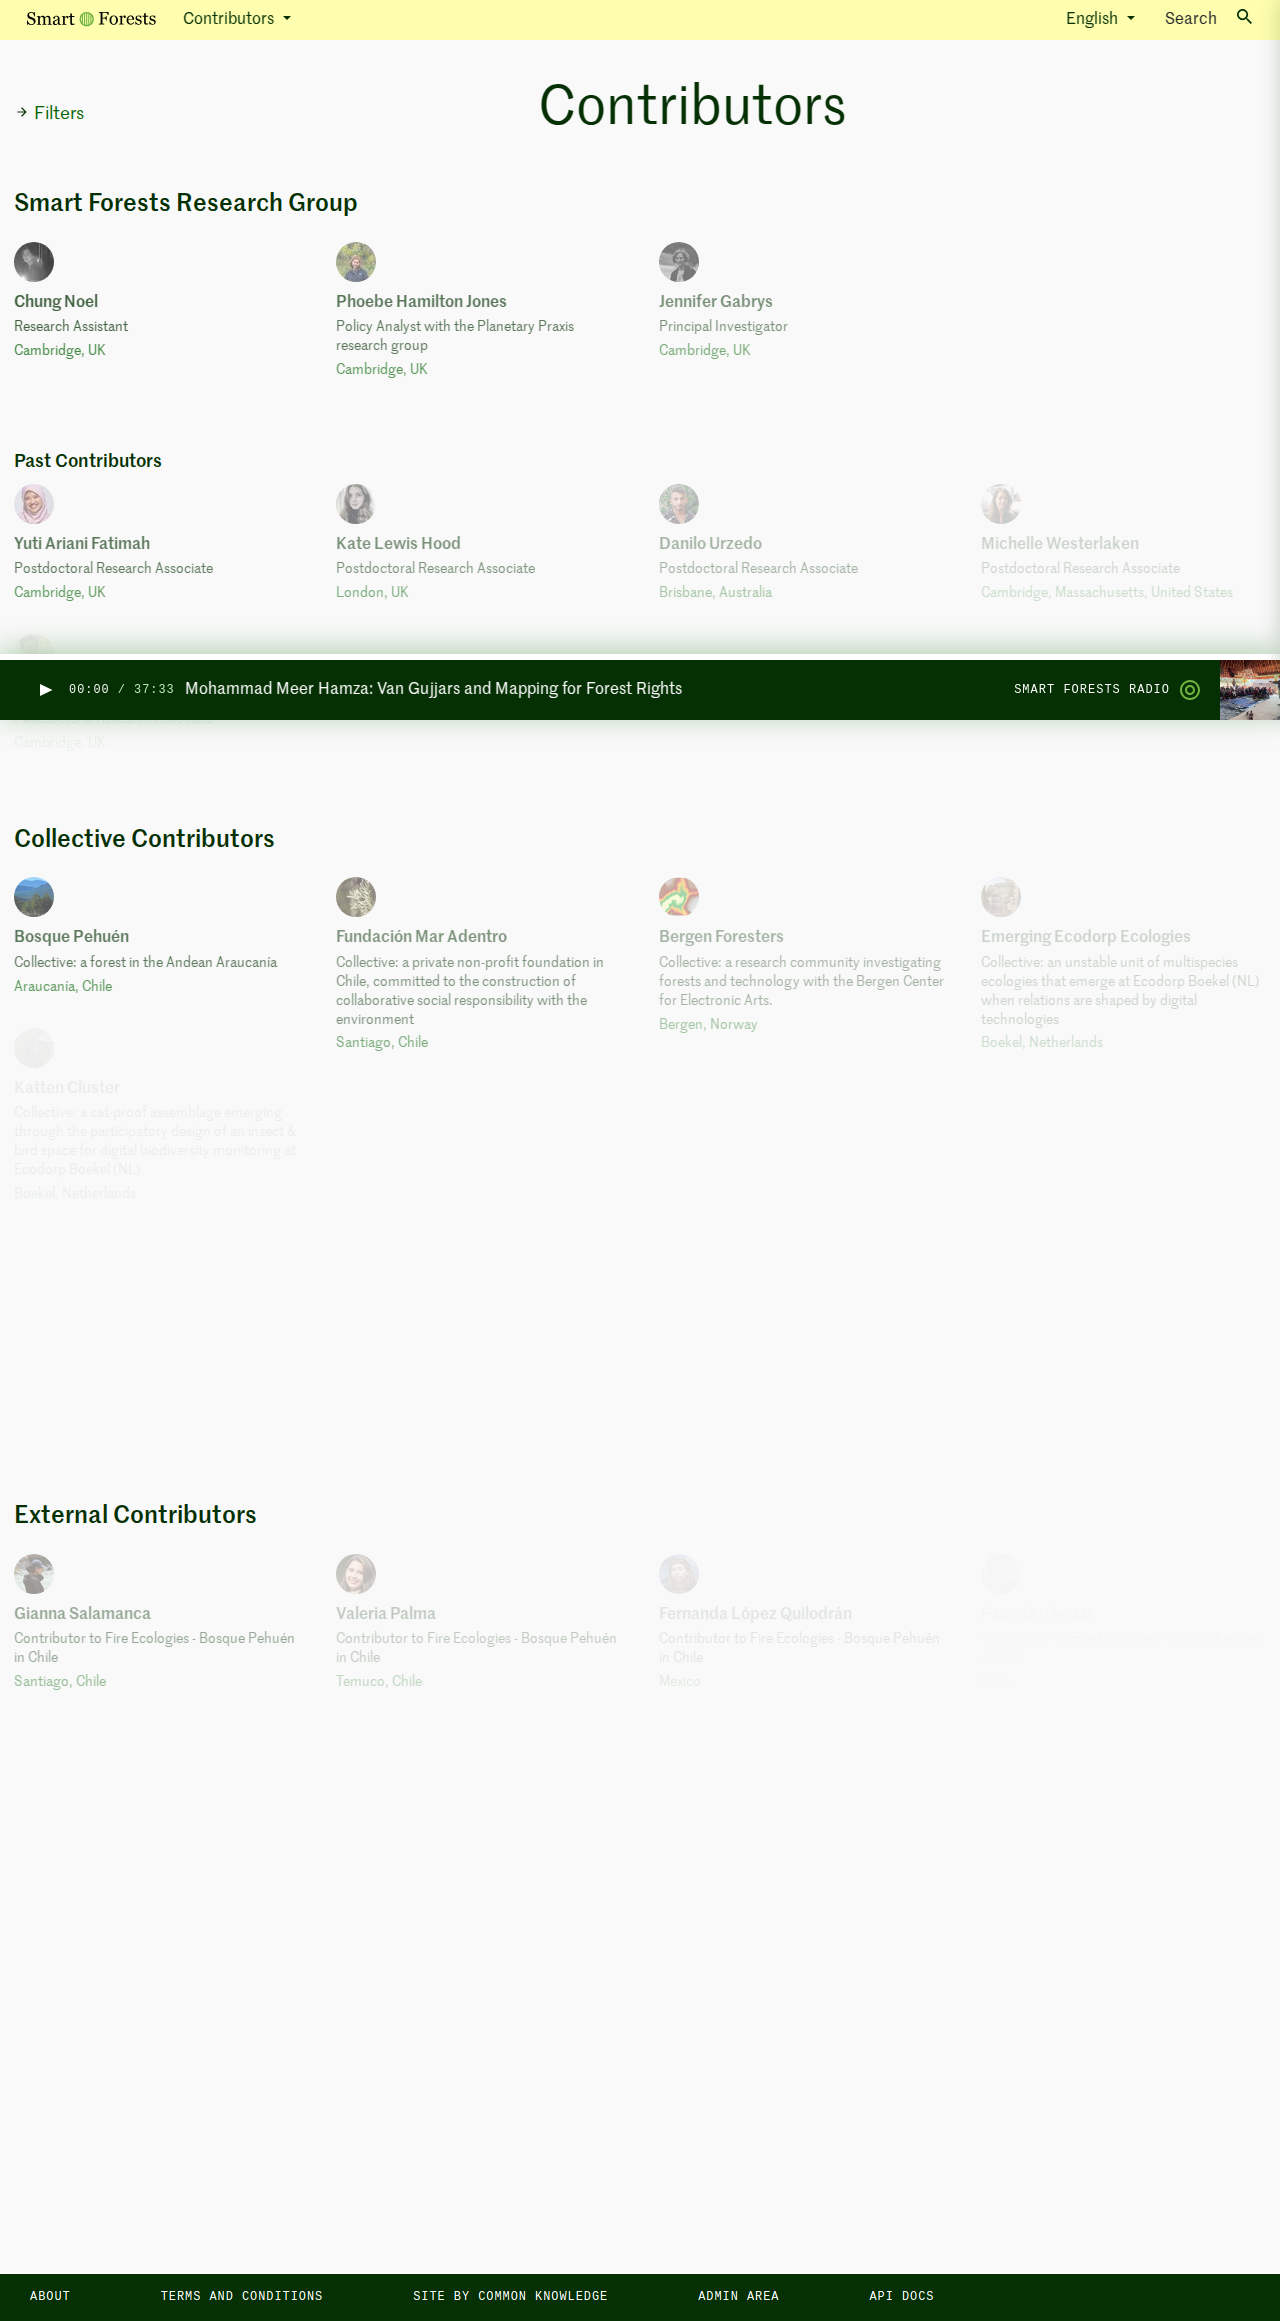 Smart Forests
Contributors
English
Search
Filters
Contributors
Smart Forests Research Group
Chung Noel
Research Assistant
Cambridge, UK
Phoebe Hamilton Jones
Policy Analyst with the Planetary Praxis
research group
Cambridge, UK
Jennifer Gabrys
Principal Investigator
Cambridge, UK
Past Contributors
Yuti Ariani Fatimah
Postdoctoral Research Associate
Cambridge, UK
Kate Lewis Hood
Postdoctoral Research Associate
London, UK
Danilo Urzedo
Postdoctoral Research Associate
Brisbane, Australia
Michelle Westerlaken
Postdoctoral Research Associate
Cambridge, Massachusetts, United States
00:00 / 37:33
Mohammad Meer Hamza: Van Gujjars and Mapping for Forest Rights
SMART FORESTS RADIO
Cambridge, UK
Collective Contributors
Bosque Pehuén
Collective: a forest in the Andean Araucanía
Araucanía, Chile
Fundación Mar Adentro
Collective: a private non-profit foundation in
Chile, committed to the construction of
collaborative social responsibility with the
environment
Santiago, Chile
Bergen Foresters
Collective: a research community investigating
forests and technology with the Bergen Center
for Electronic Arts.
Bergen, Norway
Emerging Ecodorp Ecologies
Collective: an unstable unit of multispecies
ecologies that emerge at Ecodorp Boekel (NL)
when relations are shaped by digital
technologies
Boekel, Netherlands
Katten Cluster
Collective: a cat-proof assemblage emerging
through the participatory design of an insect &
bird space for digital biodiversity monitoring at
Ecodorp Boekel (NL)
Boekel, Netherlands
External Contributors
Gianna Salamanca
Contributor to Fire Ecologies - Bosque Pehuén
in Chile
Santiago, Chile
Valeria Palma
Contributor to Fire Ecologies - Bosque Pehuén
in Chile
Temuco, Chile
Fernanda López Quilodrán
Contributor to Fire Ecologies - Bosque Pehuén
in Chile
Mexico
ABOUT
TERMS AND CONDITIONS
SITE BY COMMON KNOWLEDGE
ADMIN AREA
API DOCS